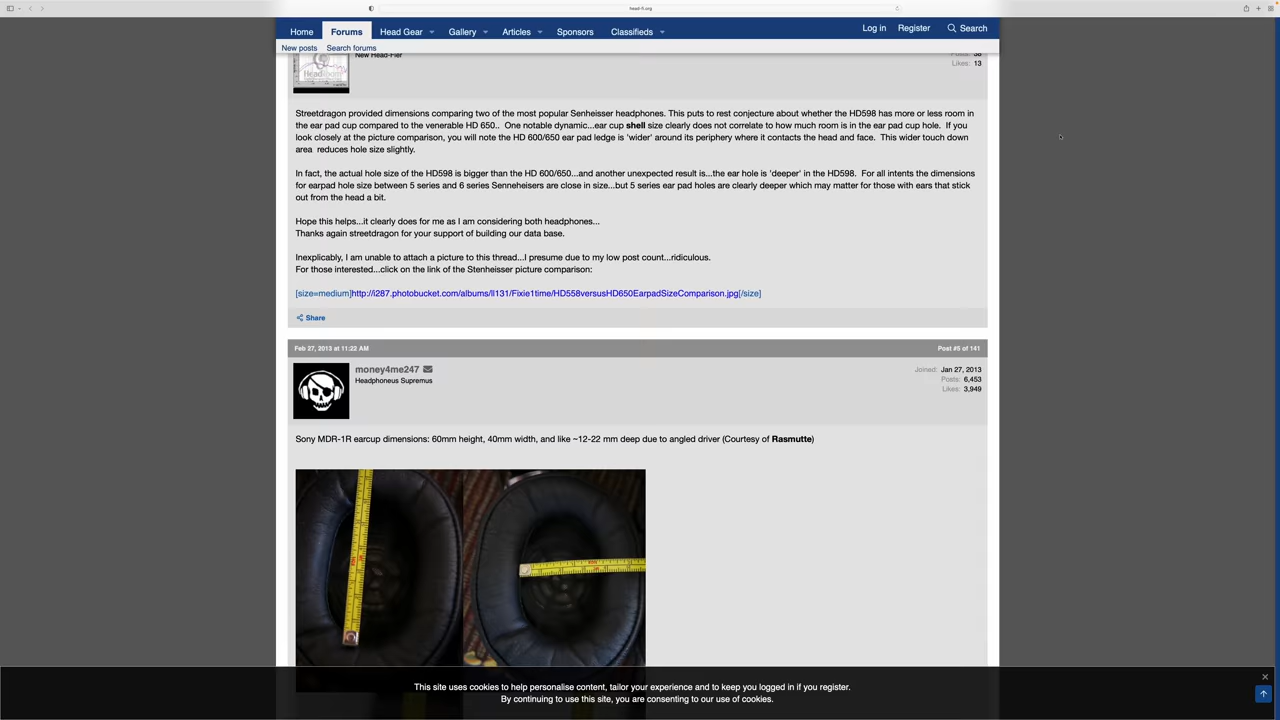 head-fi.org
Home
Forums
Head Gear
Gallery
Articles
Sponsors
Classifieds
Log in
Register
Search
New posts
Search forums
New Head-Fier
Posts: 38
Likes: 13
HeadRoom
Streetdragon provided dimensions comparing two of the most popular Senheisser headphones. This puts to rest conjecture about whether the HD598 has more or less room in
the ear pad cup compared to the venerable HD 650.. One notable dynamic...ear cup shell size clearly does not correlate to how much room is in the ear pad cup hole. If you
look closely at the picture comparison, you will note the HD 600/650 ear pad ledge is 'wider' around its periphery where it contacts the head and face. This wider touch down
area reduces hole size slightly.
In fact, the actual hole size of the HD598 is bigger than the HD 600/650...and another unexpected result is...the ear hole is 'deeper' in the HD598. For all intents the dimensions
for earpad hole size between 5 series and 6 series Senneheisers are close in size...but 5 series ear pad holes are clearly deeper which may matter for those with ears that stick
out from the head a bit.
Hope this helps...it clearly does for me as I am considering both headphones...
Thanks again streetdragon for your support of building our data base.
Inexplicably, I am unable to attach a picture to this thread...I presume due to my low post count...ridiculous.
For those interested...click on the link of the Stenheisser picture comparison:
[size=medium]http://i287.photobucket.com/albums/ll131/Fixie1time/HD558versusHD650EarpadSizeComparison.jpg[/size]
Share
Feb 27, 2013 at 11:22 AM
Post #5 of 141
money4me247
Headphoneus Supremus
Joined: Jan 27, 2013
Posts: 6,453
Likes: 3,949
Sony MDR-1R earcup dimensions: 60mm height, 40mm width, and like ~12-22 mm deep due to angled driver (Courtesy of Rasmutte)
This site uses cookies to help personalise content, tailor your experience and to keep you logged in if you register.
By continuing to use this site, you are consenting to our use of cookies.